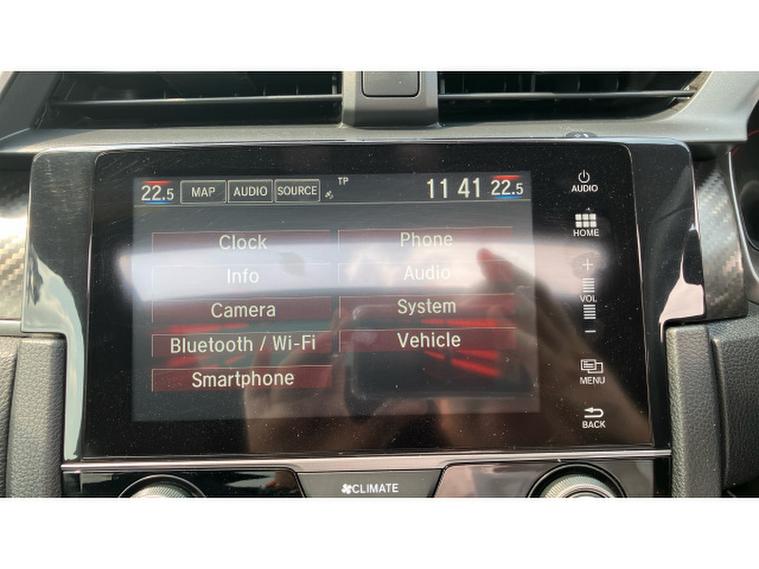 22.5 MAP AUDIO SOURCE TP 11 41 22.5
Clock Phone
Info Audio
Camera System
Bluetooth / Wi-Fi Vehicle
Smartphone
AUDIO
HOME
+
VOL
−
MENU
BACK
CLIMATE